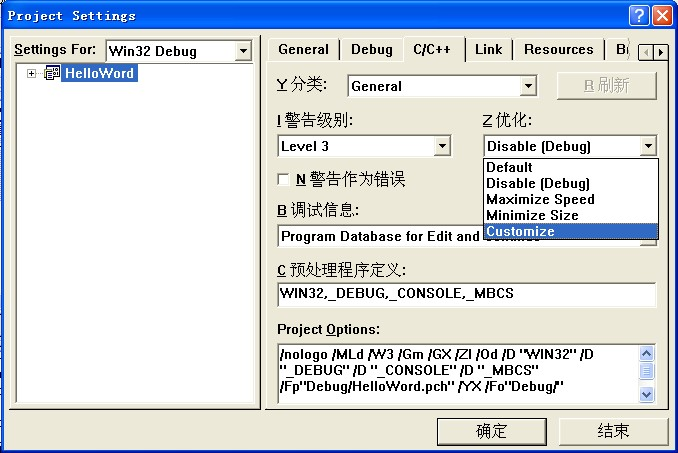 Project Settings
Settings For:
Win32 Debug
HelloWord
General
Debug
C/C++
Link
Resources
Y 分类:
General
R 刷新
I 警告级别:
Z 优化:
Level 3
Disable (Debug)
Default
Disable (Debug)
Maximize Speed
Minimize Size
Customize
N 警告作为错误
B 调试信息:
Program Database for Edit and
C 预处理程序定义:
WIN32,_DEBUG,_CONSOLE,_MBCS
Project Options:
/nologo /MLd /W3 /Gm /GX /ZI /Od /D "WIN32" /D
"_DEBUG" /D "_CONSOLE" /D "_MBCS"
/Fp"Debug/HelloWord.pch" /YX /Fo"Debug/"
确定
结束